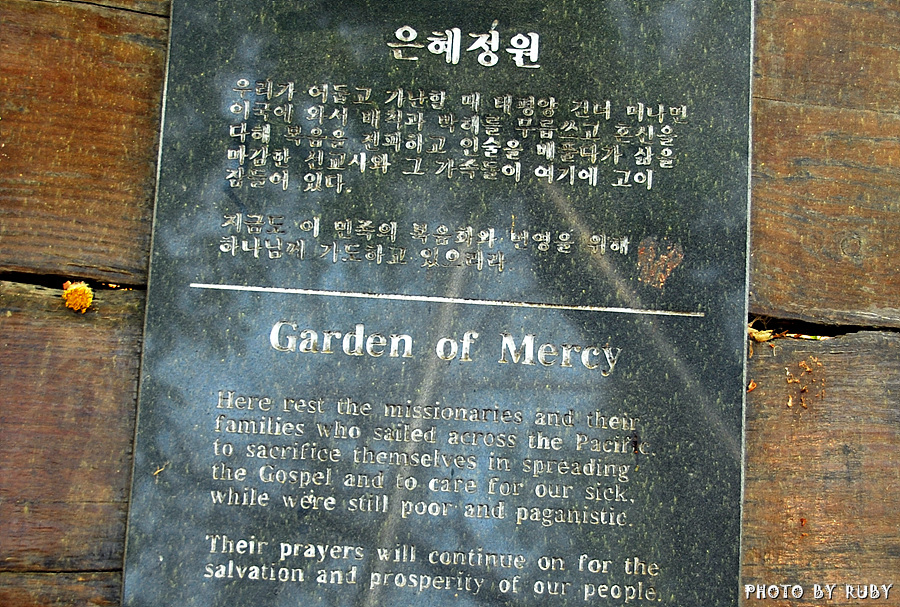 은혜정원
우리가 어둡고 가난할 때 태평양 건너 머나먼
이국에 와서 배척과 박해를 무릅쓰고 혼신을
다해 복음을 전파하고 인술을 베풀다가 삶을
마감한 선교사와 그 가족들이 여기에 고이
잠들어 있다.
지금도 이 민족의 복음화와 번영을 위해
하나님께 기도하고 있으리라
Garden of Mercy
Here rest the missionaries and their
families who sailed across the Pacific
to sacrifice themselves in spreading
the Gospel and to care for our sick,
while we were still poor and paganistic.
Their prayers will continue on for the
salvation and prosperity of our people.
PHOTO BY RUBY